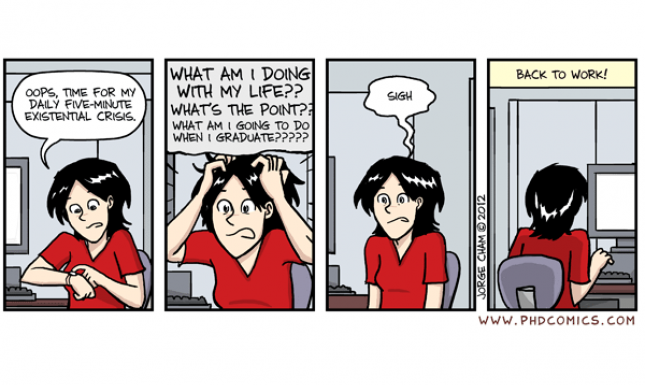 OOPS, TIME FOR MY
DAILY FIVE-MINUTE
EXISTENTIAL CRISIS.
WHAT AM I DOING
WITH MY LIFE??
WHAT'S THE POINT??
WHAT AM I GOING TO DO
WHEN I GRADUATE?????
SIGH
BACK TO WORK!
JORGE CHAM © 2012
WWW.PHDCOMICS.COM